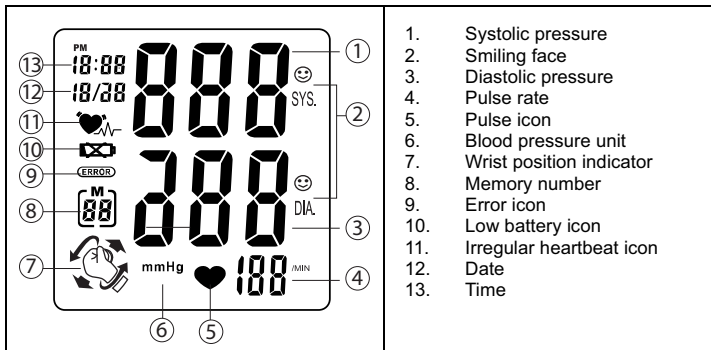 PM
18:88
18/28
888
SYS.
ERROR
M
88
288
DIA.
mmHg
188
/MIN
1
2
3
4
5
6
7
8
9
10
11
12
13
1. Systolic pressure
2. Smiling face
3. Diastolic pressure
4. Pulse rate
5. Pulse icon
6. Blood pressure unit
7. Wrist position indicator
8. Memory number
9. Error icon
10. Low battery icon
11. Irregular heartbeat icon
12. Date
13. Time